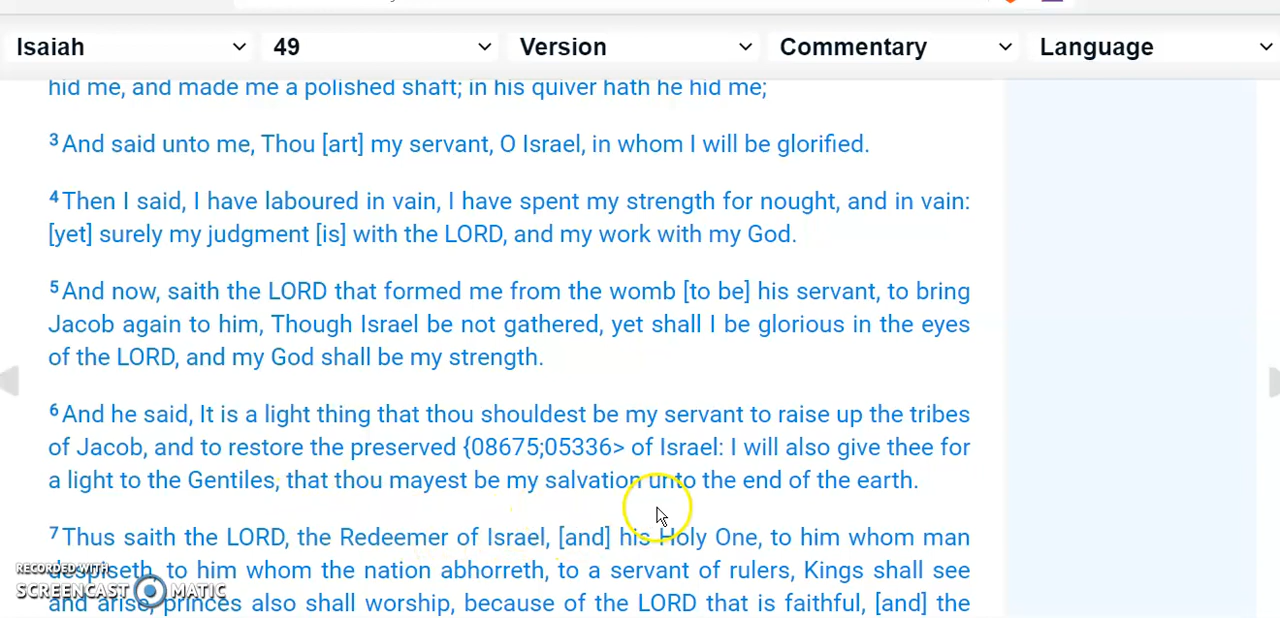 Isaiah 49 Version Commentary Language
hid me, and made me a polished shaft; in his quiver hath he hid me;
3 And said unto me, Thou [art] my servant, O Israel, in whom I will be glorified.
4 Then I said, I have laboured in vain, I have spent my strength for nought, and in vain:
[yet] surely my judgment [is] with the LORD, and my work with my God.
5 And now, saith the LORD that formed me from the womb [to be] his servant, to bring
Jacob again to him, Though Israel be not gathered, yet shall I be glorious in the eyes
of the LORD, and my God shall be my strength.
6 And he said, It is a light thing that thou shouldest be my servant to raise up the tribes
of Jacob, and to restore the preserved {08675;05336> of Israel: I will also give thee for
a light to the Gentiles, that thou mayest be my salvation unto the end of the earth.
7 Thus saith the LORD, the Redeemer of Israel, [and] his Holy One, to him whom man
despiseth, to him whom the nation abhorreth, to a servant of rulers, Kings shall see
and arise, princes also shall worship, because of the LORD that is faithful, [and] the
RECORDED WITH
SCREENCAST MATIC